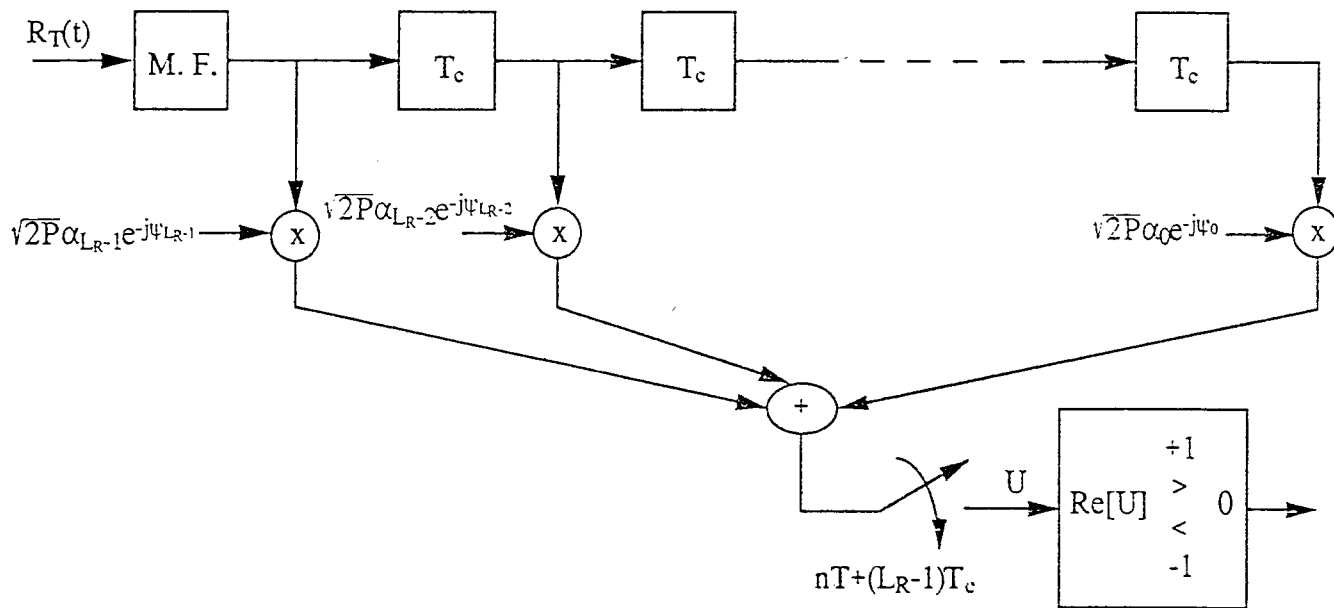 R_T(t)
M. F.
T_c
T_c
T_c
√2P α_{L_R-1} e^{-jψ_{L_R-1}}
x
√2P α_{L_R-2} e^{-jψ_{L_R-2}}
x
√2P α_0 e^{-jψ_0}
x
+
U
Re[U]
+1
>
<
-1
0
nT+(L_R-1)T_c